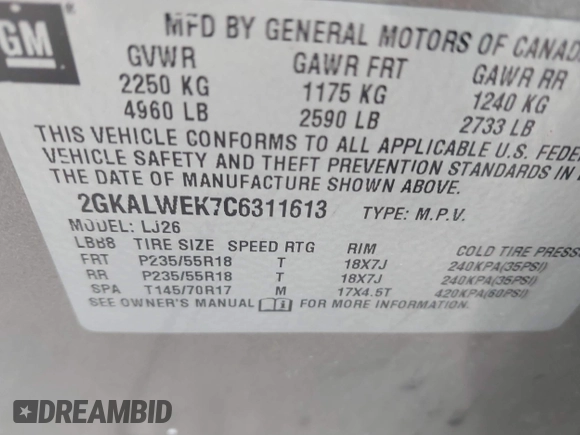 GM
MFD BY GENERAL MOTORS OF CANAD
GVWR GAWR FRT GAWR RR
2250 KG 1175 KG 1240 KG
4960 LB 2590 LB 2733 LB
THIS VEHICLE CONFORMS TO ALL APPLICABLE U.S. FEDE
VEHICLE SAFETY AND THEFT PREVENTION STANDARDS IN
THE DATE OF MANUFACTURE SHOWN ABOVE.
2GKALWEK7C6311613 TYPE: M.P.V.
MODEL: LJ26
LBB8 TIRE SIZE SPEED RTG RIM COLD TIRE PRESS
FRT P235/55R18 T 18X7J 240KPA(35PSI)
RR P235/55R18 T 18X7J 240KPA(35PSI)
SPA T145/70R17 M 17X4.5T 420KPA(60PSI)
SEE OWNER'S MANUAL FOR MORE INFORMATION.
DREAMBID